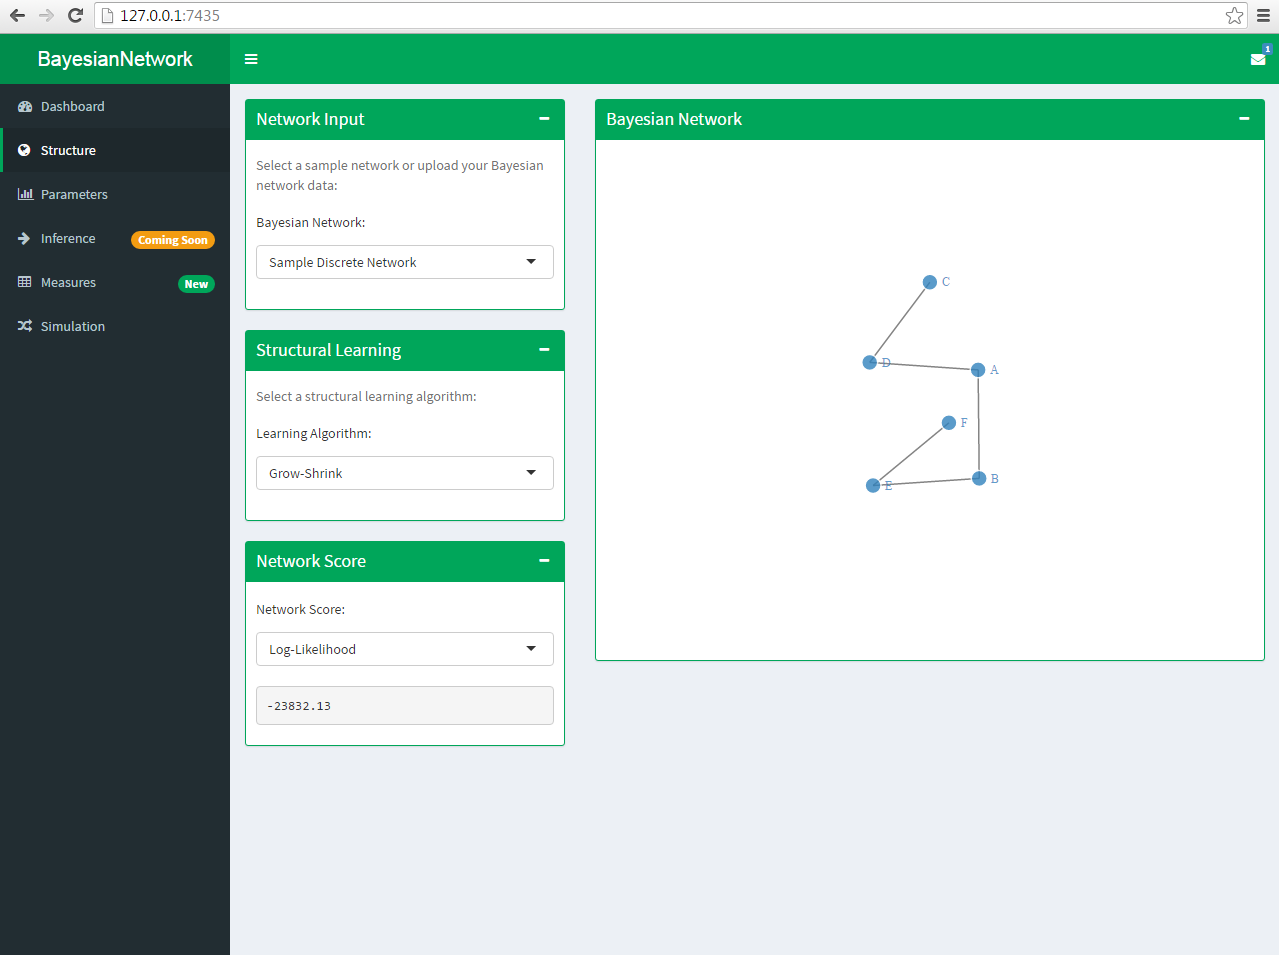 127.0.0.1:7435
BayesianNetwork
1
Dashboard
Structure
Parameters
Inference Coming Soon
Measures New
Simulation
Network Input
Select a sample network or upload your Bayesian
network data:
Bayesian Network:
Sample Discrete Network
Structural Learning
Select a structural learning algorithm:
Learning Algorithm:
Grow-Shrink
Network Score
Network Score:
Log-Likelihood
-23832.13
Bayesian Network
C
D
A
F
B
E